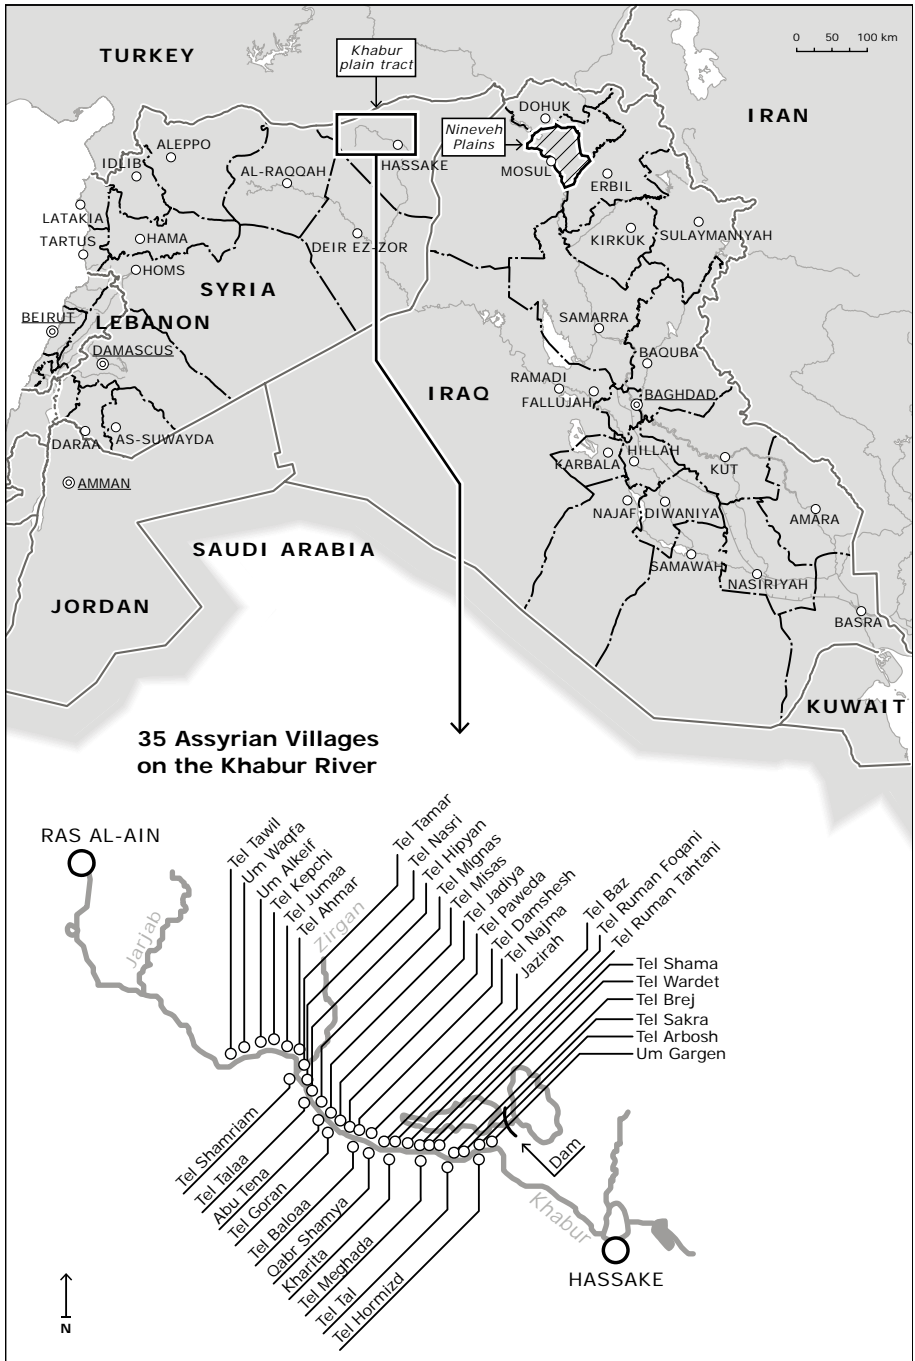 TURKEY
Khabur
plain tract
0 50 100 km
DOHUK
IRAN
Nineveh
Plains
ALEPPO
IDLIB
HASSAKE
AL-RAQQAH
MOSUL
ERBIL
LATAKIA
TARTUS
HAMA
DEIR EZ-ZOR
KIRKUK
SULAYMANIYAH
HOMS
SYRIA
BEIRUT
LEBANON
SAMARRA
DAMASCUS
BAQUBA
RAMADI
IRAQ
FALLUJAH
BAGHDAD
DARAA
AS-SUWAYDA
HILLAH
KARBALA
KUT
AMMAN
NAJAF
DIWANIYA
AMARA
SAUDI ARABIA
SAMAWAH
NASIRIYAH
JORDAN
BASRA
KUWAIT
35 Assyrian Villages
on the Khabur River
RAS AL-AIN
Jarjab
Zirgan
Tel Tawil
Um Waqfa
Um Alkeif
Tel Kepchi
Tel Jumaa
Tel Ahmar
Tel Tamar
Tel Nasri
Tel Hipyan
Tel Mignas
Tel Misas
Tel Jadiya
Tel Paweda
Tel Damshesh
Tel Najma
Jazirah
Tel Baz
Tel Ruman Foqani
Tel Ruman Tahtani
Tel Shama
Tel Wardet
Tel Brej
Tel Sakra
Tel Arbosh
Um Gargen
Tel Shamriam
Tel Talaa
Abu Tena
Tel Goran
Tel Baloaa
Qabr Shamya
Kharita
Tel Meghada
Tel Tal
Tel Hormizd
Dam
Khabur
HASSAKE
N